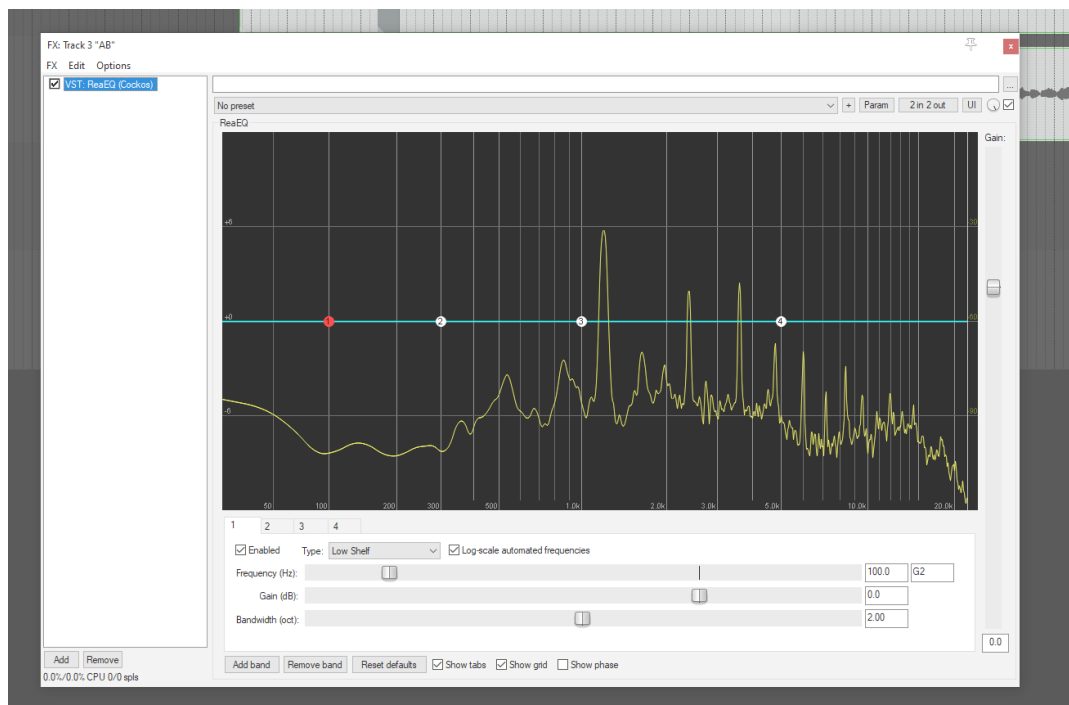 FX: Track 3 "AB"
x
FX Edit Options
VST: ReaEQ (Cockos)
...
No preset + Param 2 in 2 out UI
ReaEQ
Gain:
+6 -30
+0 -60
1 2 3 4
-6 -90
50 100 200 300 500 1.0k 2.0k 3.0k 5.0k 10.0k 20.0k
1 2 3 4
Enabled Type: Low Shelf Log-scale automated frequencies
Frequency (Hz): 100.0 G2
Gain (dB): 0.0
Bandwidth (oct): 2.00
0.0
Add Remove
Add band Remove band Reset defaults Show tabs Show grid Show phase
0.0%/0.0% CPU 0/0 spls